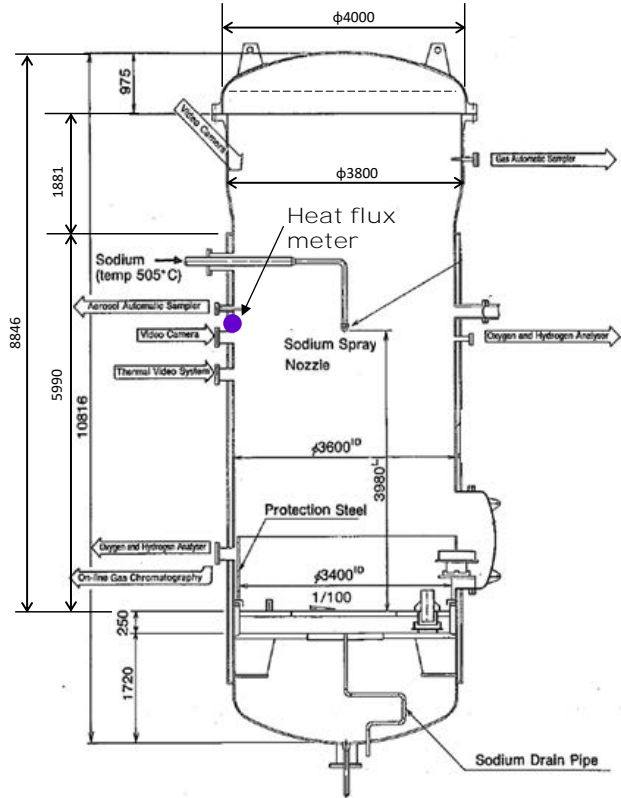 ϕ4000
975
Video Camera
Gas Automatic Sampler
1881
ϕ3800
Heat flux
meter
Sodium
(temp 505°C)
Aerosol Automatic Sampler
Video Camera
Sodium Spray
Nozzle
Oxygen and Hydrogen Analyser
Thermal Video System
8846
5990
10816
ϕ3600ID
3980L
Protection Steel
Oxygen and Hydrogen Analyser
On-line Gas Chromatography
ϕ3400ID
1/100
250
1720
Sodium Drain Pipe